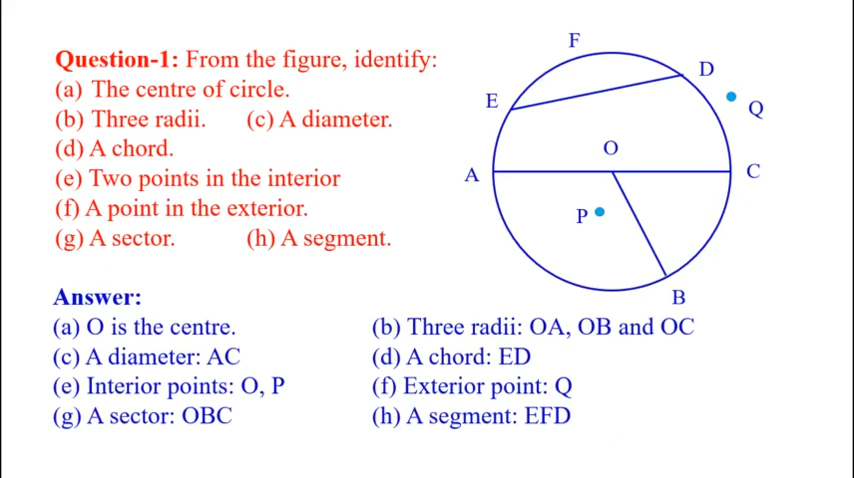 Question-1: From the figure, identify:
(a) The centre of circle.
(b) Three radii. (c) A diameter.
(d) A chord.
(e) Two points in the interior
(f) A point in the exterior.
(g) A sector. (h) A segment.
F
D
E
Q
O
A
C
P
B
Answer:
(a) O is the centre. (b) Three radii: OA, OB and OC
(c) A diameter: AC (d) A chord: ED
(e) Interior points: O, P (f) Exterior point: Q
(g) A sector: OBC (h) A segment: EFD